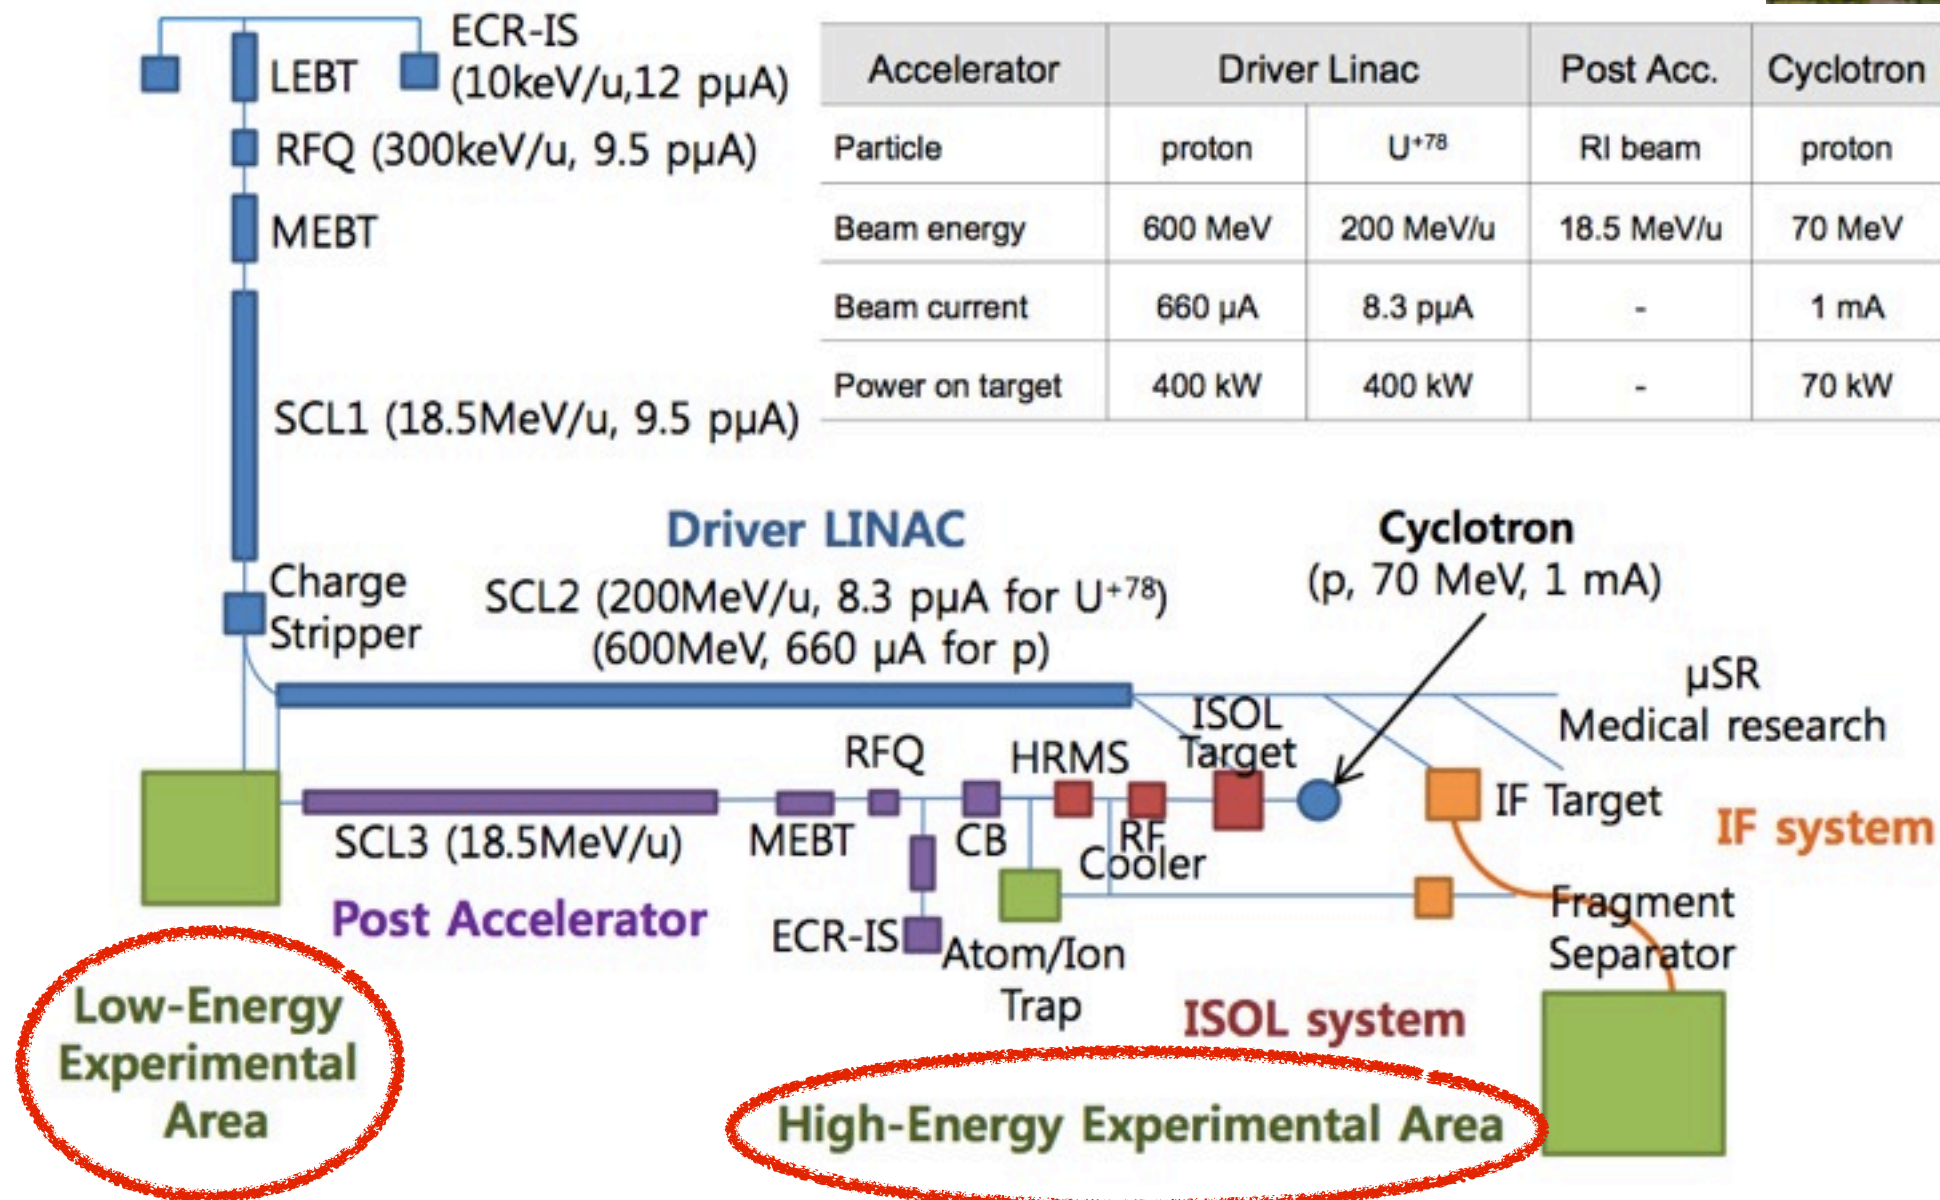 ECR-IS
(10keV/u,12 pµA)
LEBT
RFQ (300keV/u, 9.5 pµA)
MEBT
SCL1 (18.5MeV/u, 9.5 pµA)
Accelerator Driver Linac Post Acc. Cyclotron
Particle proton U+78 RI beam proton
Beam energy 600 MeV 200 MeV/u 18.5 MeV/u 70 MeV
Beam current 660 µA 8.3 pµA - 1 mA
Power on target 400 kW 400 kW - 70 kW
Driver LINAC
Cyclotron
(p, 70 MeV, 1 mA)
Charge
Stripper
SCL2 (200MeV/u, 8.3 pµA for U+78)
(600MeV, 660 µA for p)
µSR
Medical research
ISOL
Target
RFQ
HRMS
IF Target
IF system
SCL3 (18.5MeV/u)
MEBT
CB
RF
Cooler
Post Accelerator
ECR-IS
Atom/Ion
Trap
Fragment
Separator
ISOL system
Low-Energy
Experimental
Area
High-Energy Experimental Area